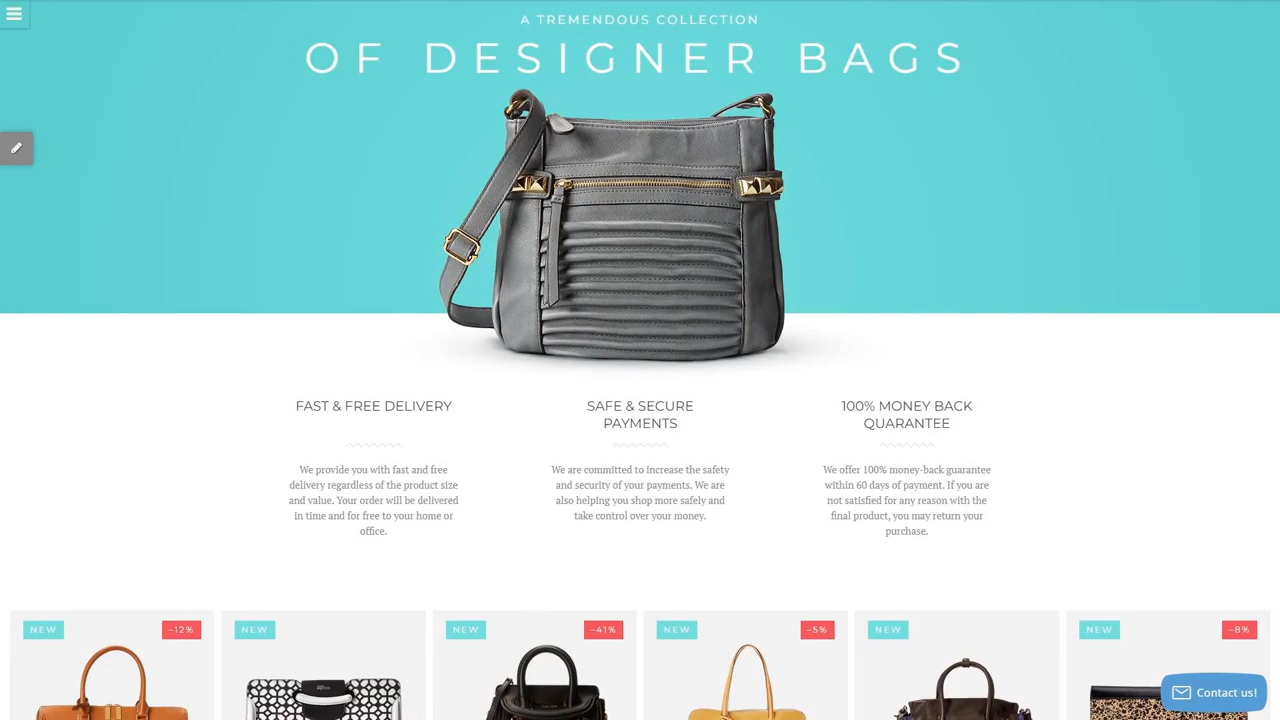 A TREMENDOUS COLLECTION
OF DESIGNER BAGS
FAST & FREE DELIVERY
We provide you with fast and free
delivery regardless of the product size
and value. Your order will be delivered
in time and for free to your home or
office.
SAFE & SECURE
PAYMENTS
We are committed to increase the safety
and security of your payments. We are
also helping you shop more safely and
take control over your money.
100% MONEY BACK
QUARANTEE
We offer 100% money-back guarantee
within 60 days of payment. If you are
not satisfied for any reason with the
final product, you may return your
purchase.
NEW
–12%
NEW
NEW
–41%
NEW
–5%
NEW
NEW
–8%
Contact us!